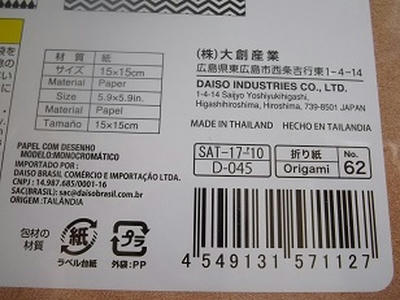 材質 紙
サイズ 15×15cm
Material Paper
Size 5.9×5.9in.
Material Papel
Tamaño 15×15cm
(株)大創産業
広島県東広島市西条吉行東1-4-14
DAISO INDUSTRIES CO., LTD.
1-4-14 Saijyo Yoshiyukihigashi,
Higashihiroshima, Hiroshima, 739-8501 JAPAN
MADE IN THAILAND HECHO EN TAILANDIA
PAPEL COM DESENHO
MODELO:MONOCROMÁTICO
IMPORTADO POR :
DAISO BRASIL COMÉRCIO E IMPORTAÇÃO LTDA.
CNPJ : 14.987.685/0001-16
SAC(BRASIL): sac@daisobrasil.com.br
ORIGEM :TAILÂNDIA
SAT-17-'10
D-045
折り紙
Origami
No.
62
包材の
材質
紙
ラベル台紙
プラ
外袋:PP
4 549131 571127